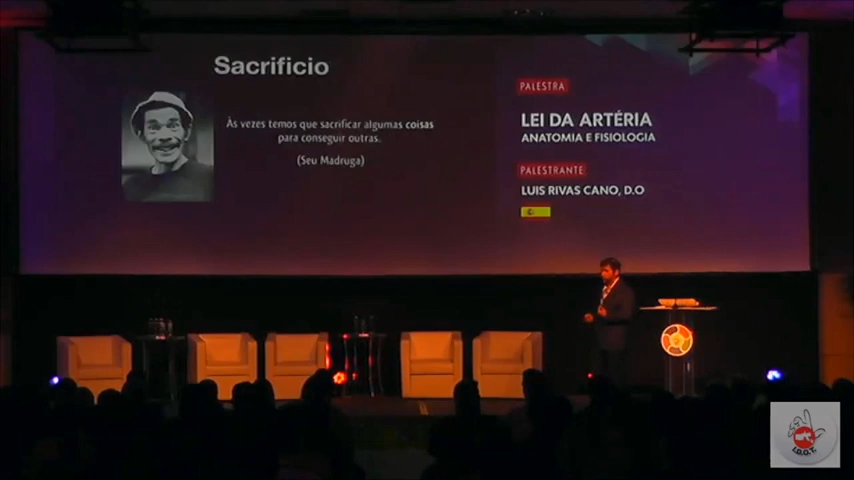 Sacrificio
Às vezes temos que sacrificar algumas coisas
para conseguir outras.
(Seu Madruga)
PALESTRA
LEI DA ARTÉRIA
ANATOMIA E FISIOLOGIA
PALESTRANTE
LUIS RIVAS CANO, D.O
I.D.O.T.